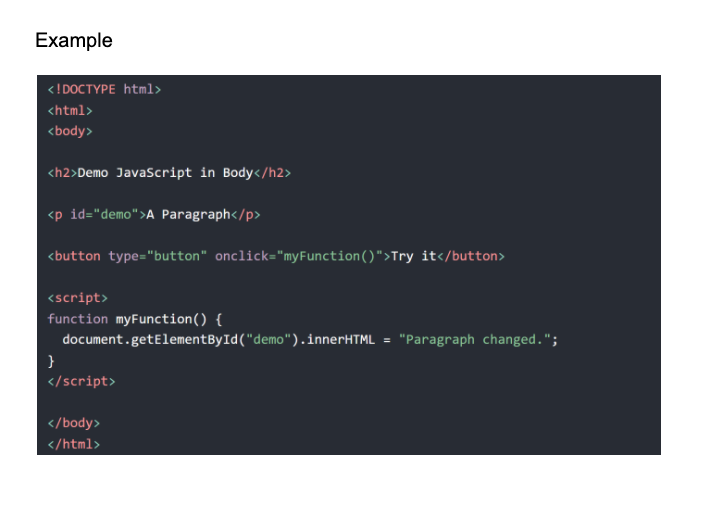 Example
<!DOCTYPE html>
<html>
<body>
<h2>Demo JavaScript in Body</h2>
<p id="demo">A Paragraph</p>
<button type="button" onclick="myFunction()">Try it</button>
<script>
function myFunction() {
  document.getElementById("demo").innerHTML = "Paragraph changed.";
}
</script>
</body>
</html>